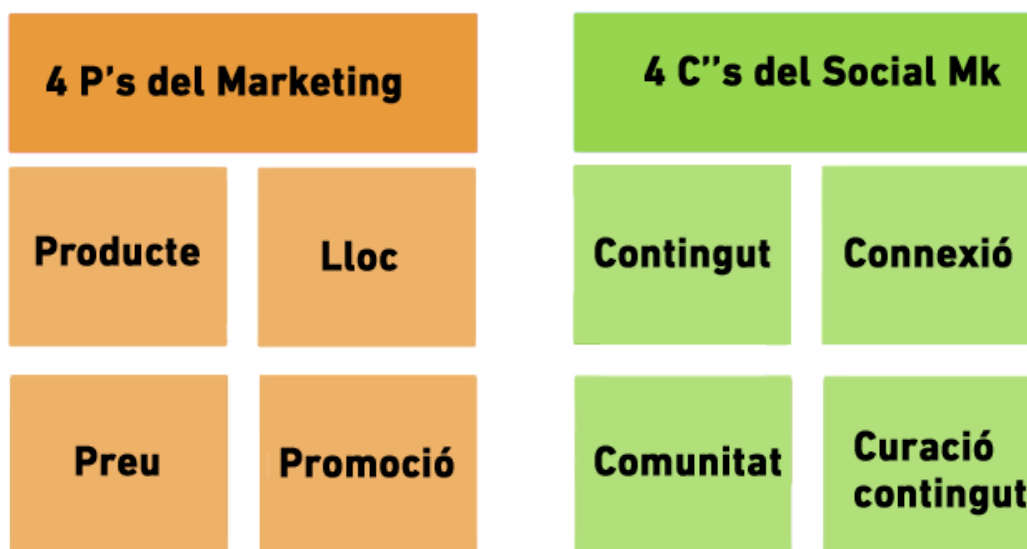 4 P's del Marketing
Producte
Lloc
Preu
Promoció
4 C''s del Social Mk
Contingut
Connexió
Comunitat
Curació
contingut